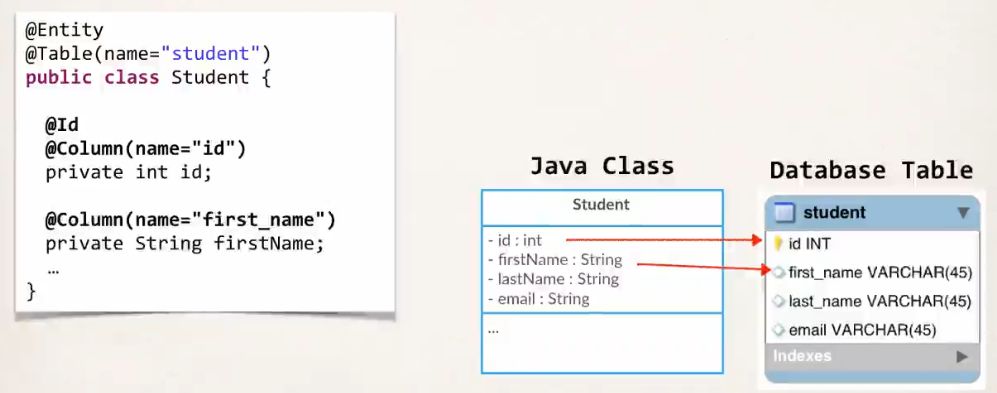 @Entity
@Table(name="student")
public class Student {
@Id
@Column(name="id")
private int id;
@Column(name="first_name")
private String firstName;
…
}
Java Class
Student
- id : int
- firstName : String
- lastName : String
- email : String
...
Database Table
student
id INT
first_name VARCHAR(45)
last_name VARCHAR(45)
email VARCHAR(45)
Indexes